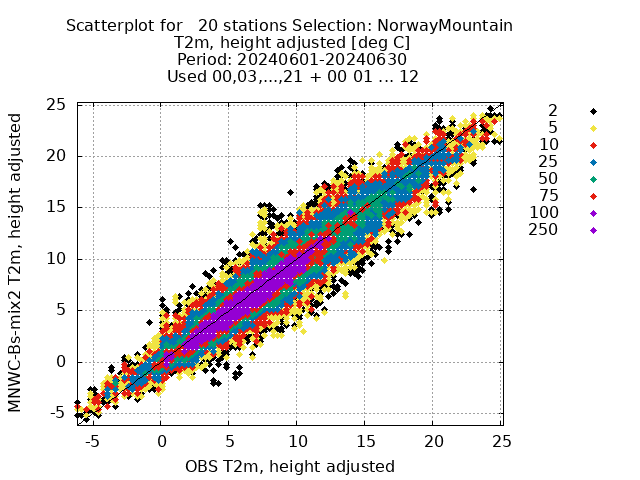 Scatterplot for   20 stations Selection: NorwayMountain
T2m, height adjusted [deg C]
Period: 20240601-20240630
Used 00,03,...,21 + 00 01 ... 12
MNWC-Bs-mix2 T2m, height adjusted
25
20
15
10
5
0
-5
-5 0 5 10 15 20 25
OBS T2m, height adjusted
2
5
10
25
50
75
100
250